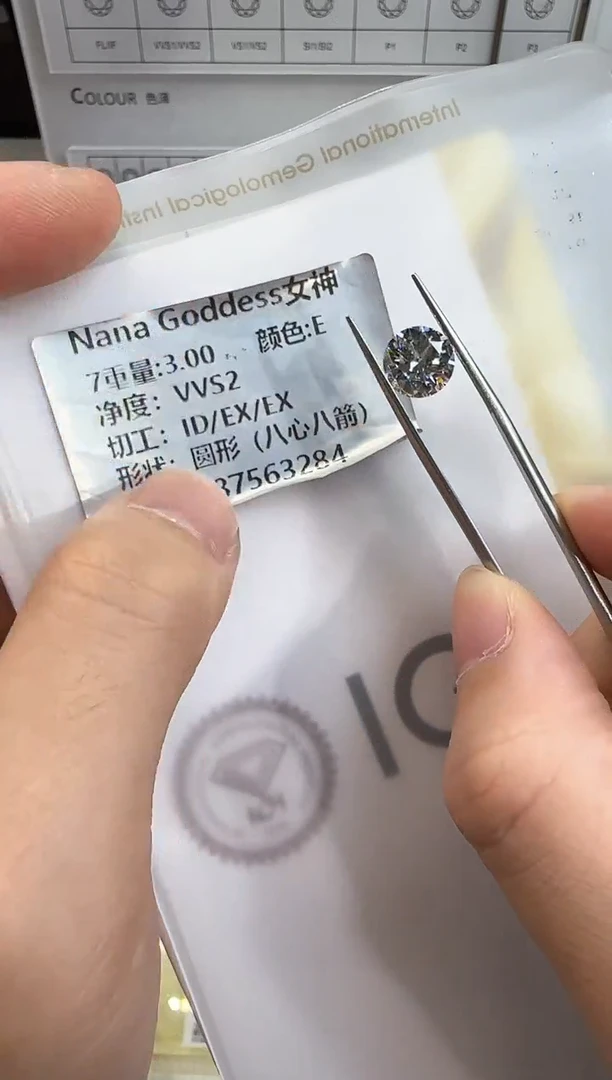 FL/IF VVS1/VVS2 VS1/VS2 SI1/SI2 P1 P2 P3
COLOUR 色泽
International Gemological Insti
Nana Goddess女神
7重量:3.00 颜色:E
净度: VVS2
切工: ID/EX/EX
形状: 圆形（八心八箭）
37563284